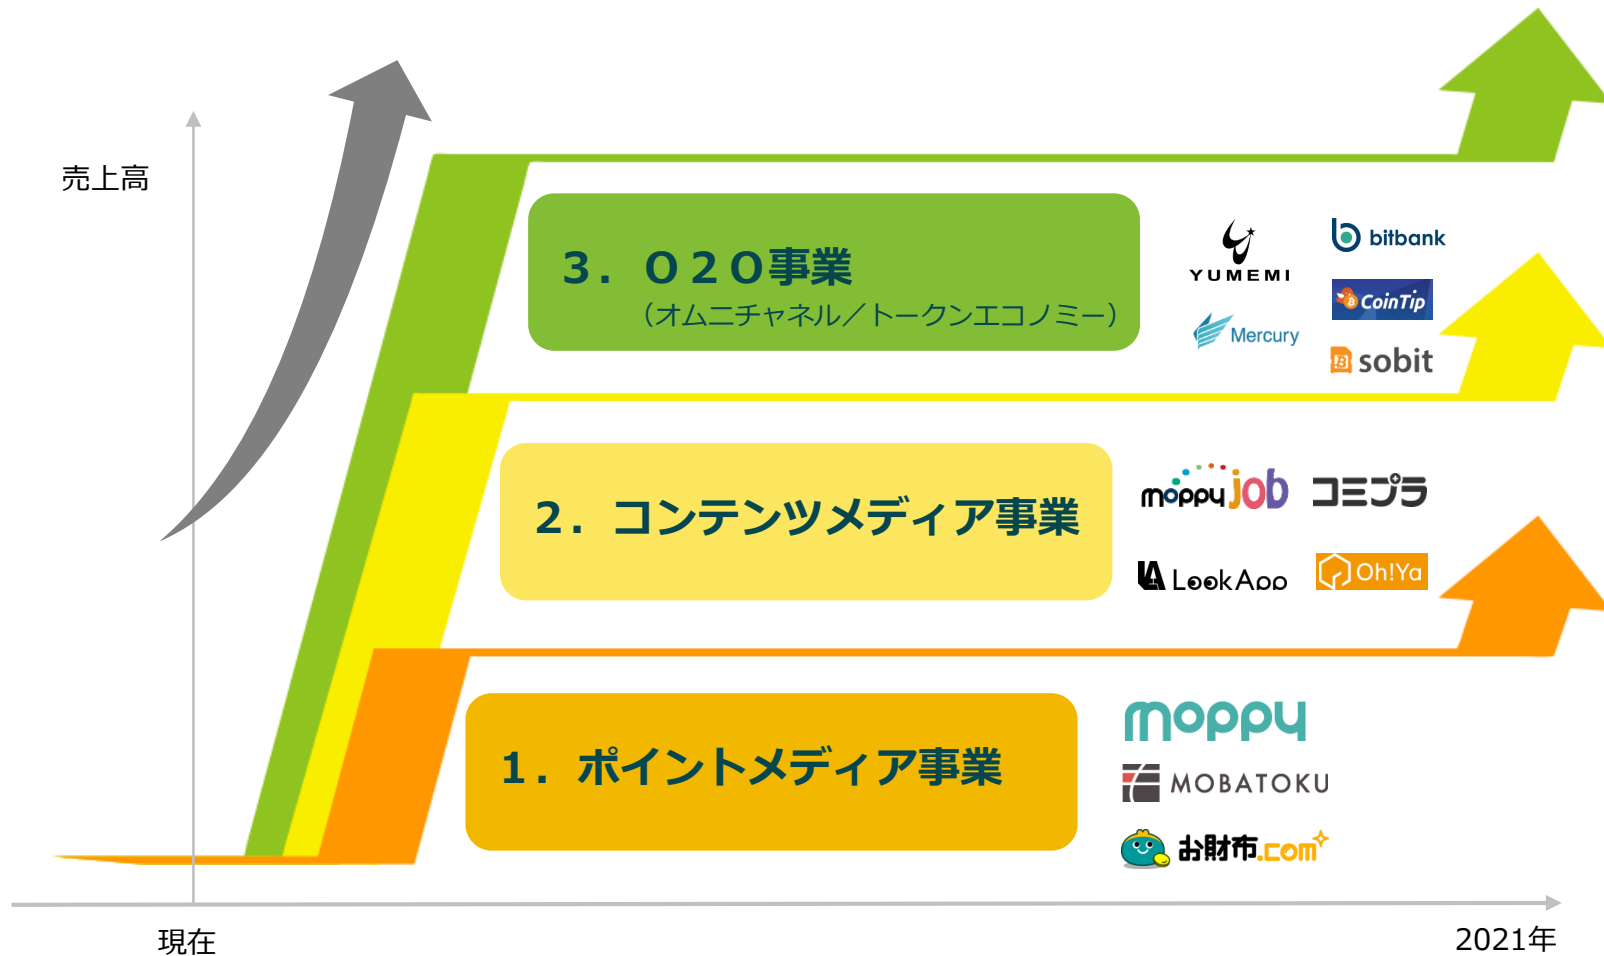 売上高
３．Ｏ２Ｏ事業
（オムニチャネル／トークンエコノミー）
YUMEMI
bitbank
CoinTip
Mercury
sobit
２．コンテンツメディア事業
moppyjob
コミプラ
LookApp
Oh!Ya
１．ポイントメディア事業
moppy
MOBATOKU
お財布.com
現在
2021年